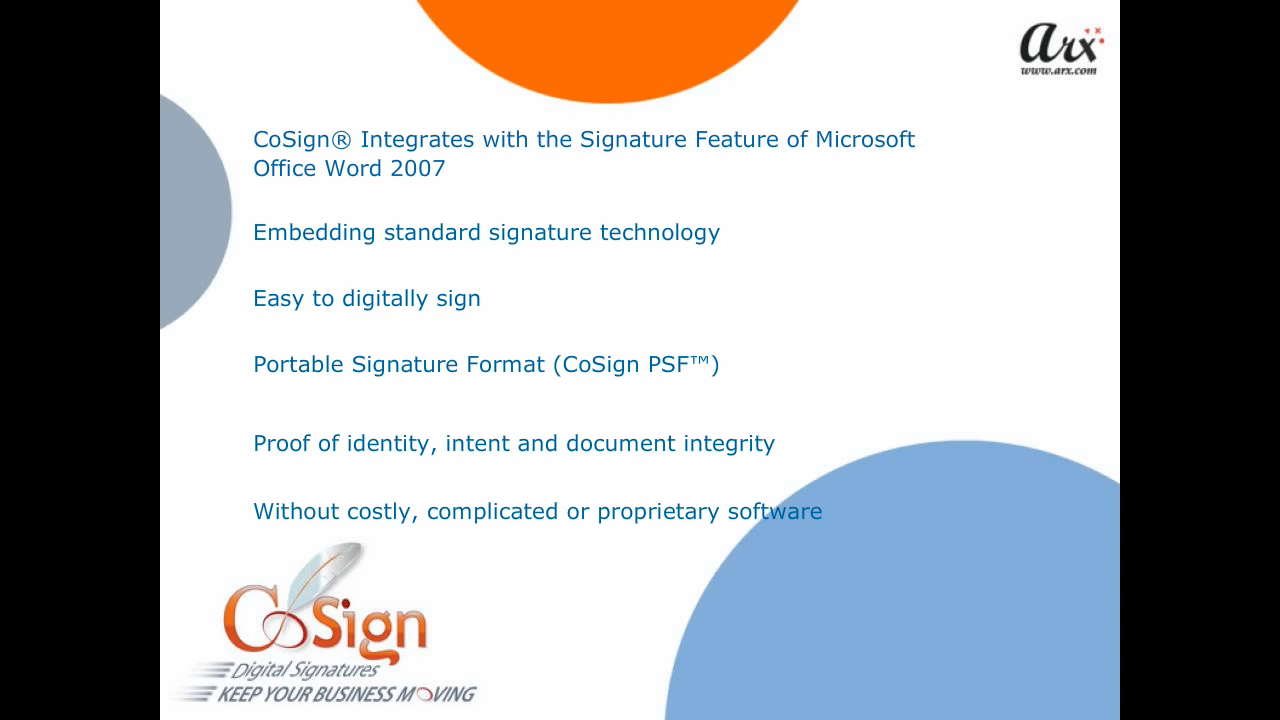 arx
www.arx.com
CoSign® Integrates with the Signature Feature of Microsoft
Office Word 2007
Embedding standard signature technology
Easy to digitally sign
Portable Signature Format (CoSign PSF™)
Proof of identity, intent and document integrity
Without costly, complicated or proprietary software
CoSign
Digital Signatures
KEEP YOUR BUSINESS MOVING